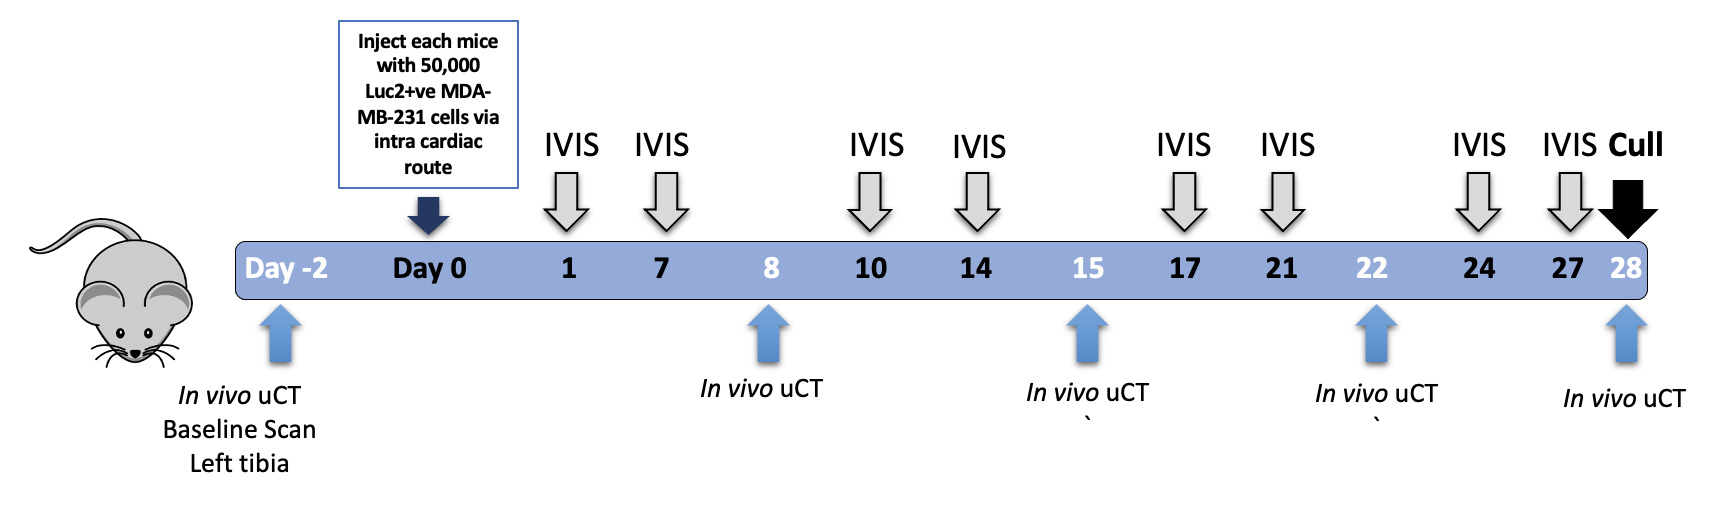 Inject each mice
with 50,000
Luc2+ve MDA-
MB-231 cells via
intra cardiac
route
IVIS IVIS IVIS IVIS IVIS IVIS IVIS IVIS Cull
Day -2 Day 0 1 7 8 10 14 15 17 21 22 24 27 28
In vivo uCT
Baseline Scan
Left tibia
In vivo uCT
In vivo uCT
`
In vivo uCT
`
In vivo uCT